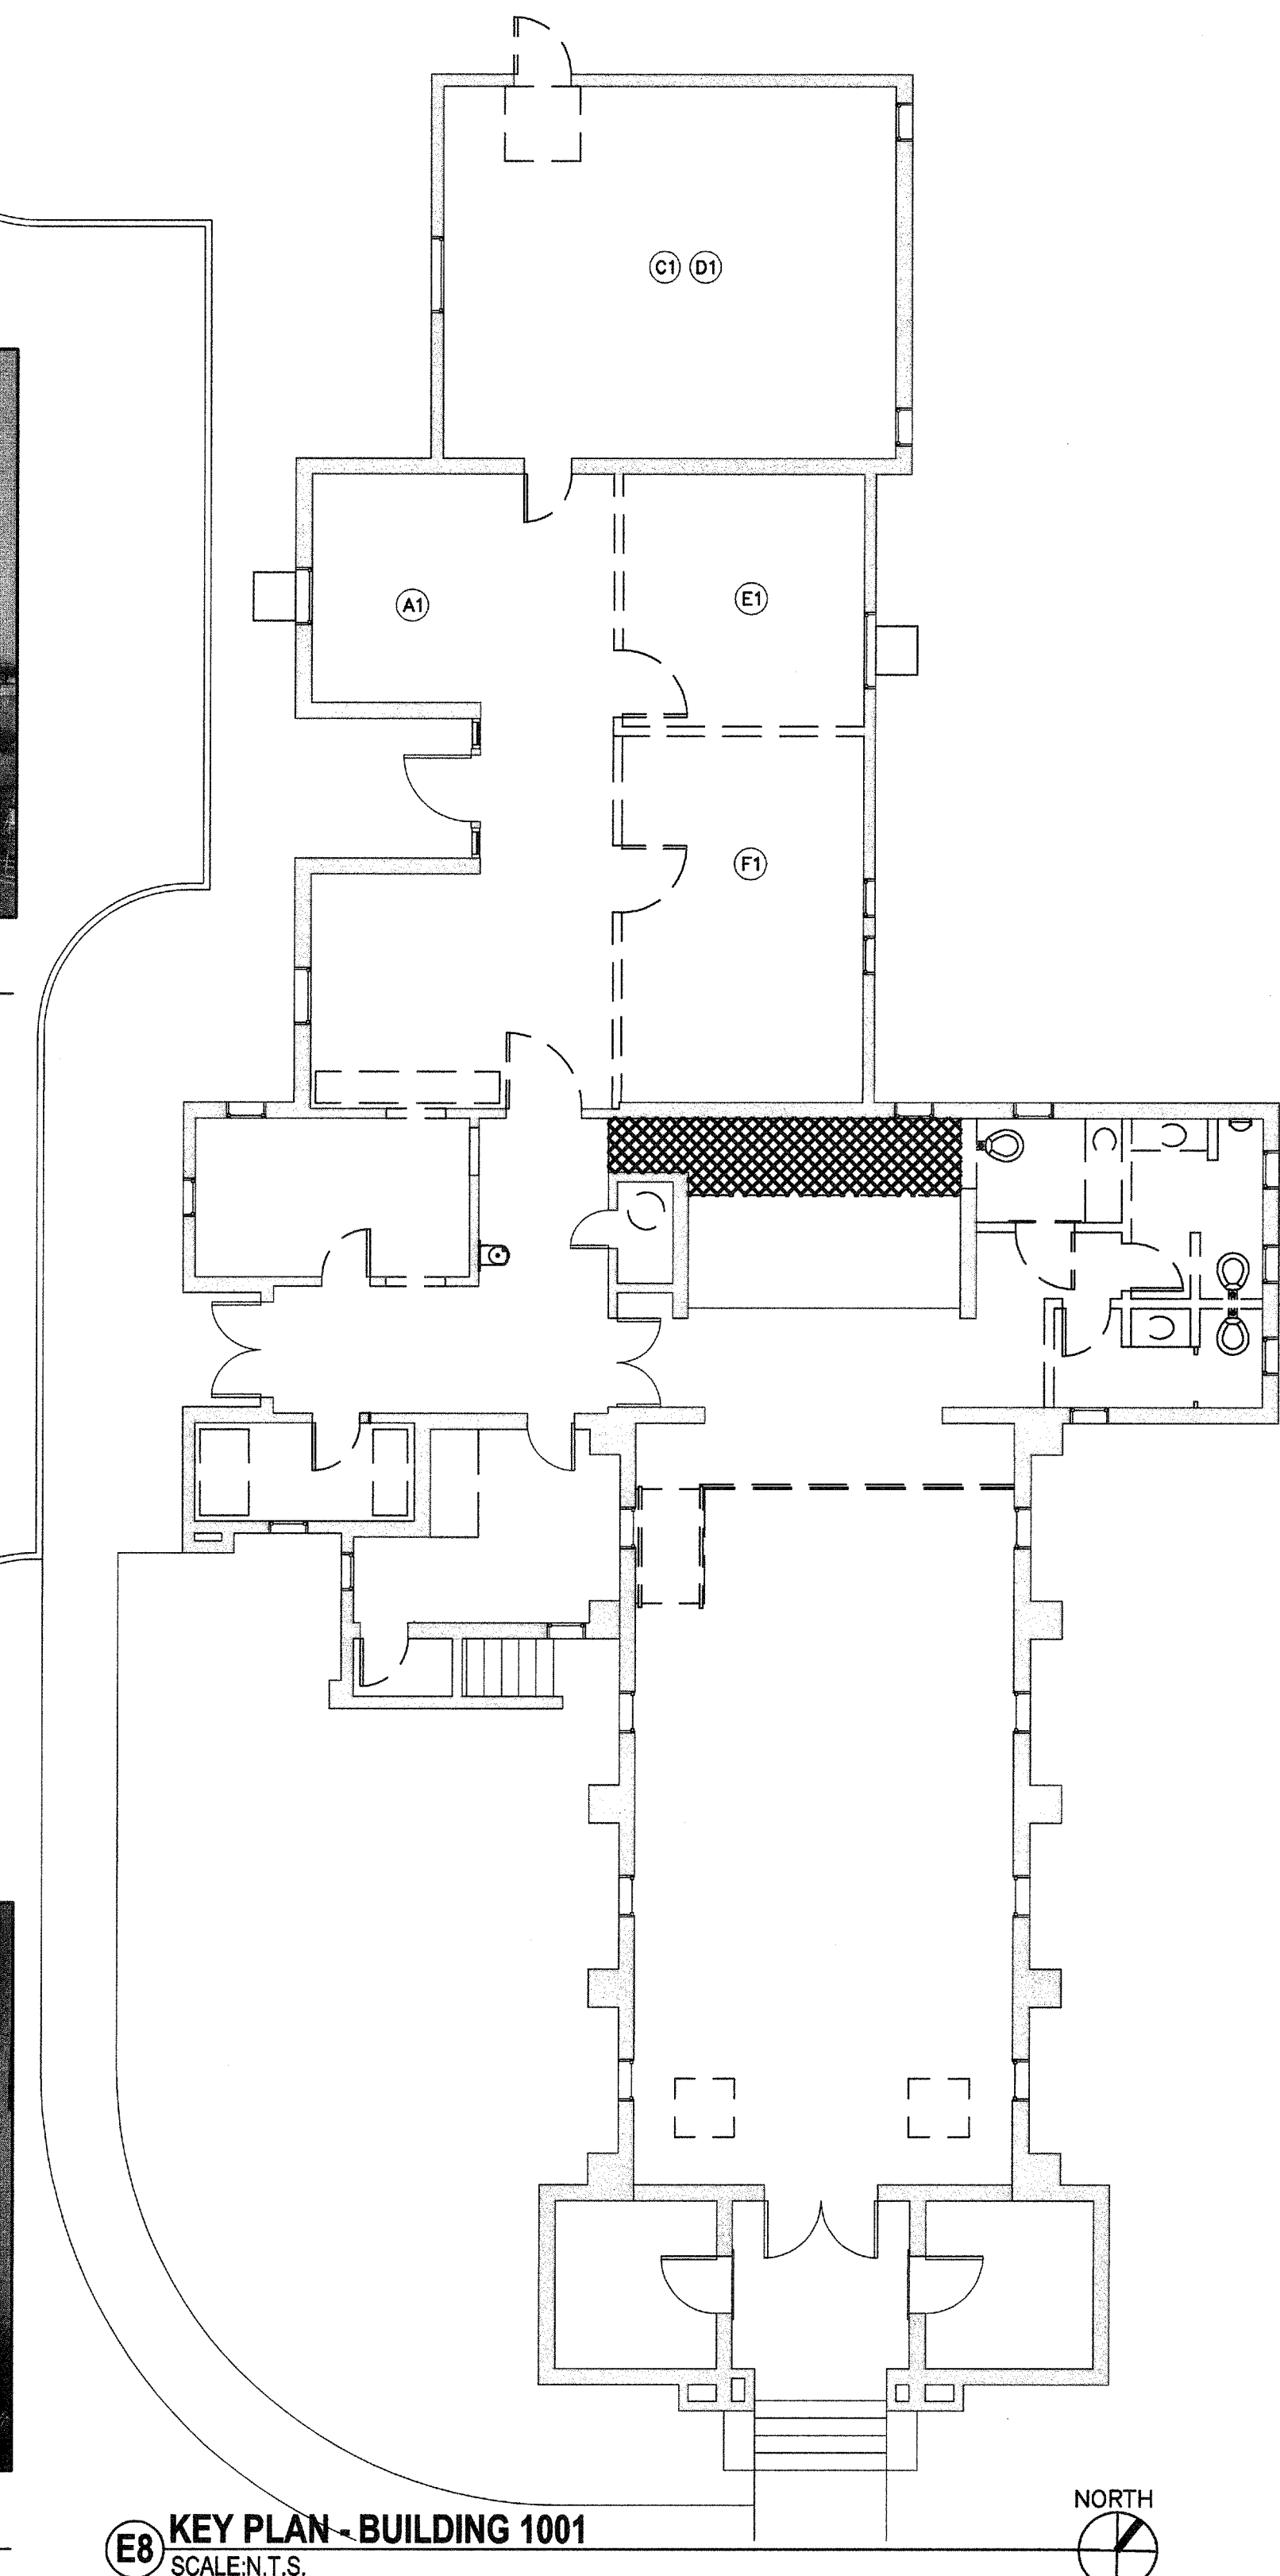 C1 D1
A1
E1
F1
NORTH
E8 KEY PLAN - BUILDING 1001
SCALE:N.T.S.